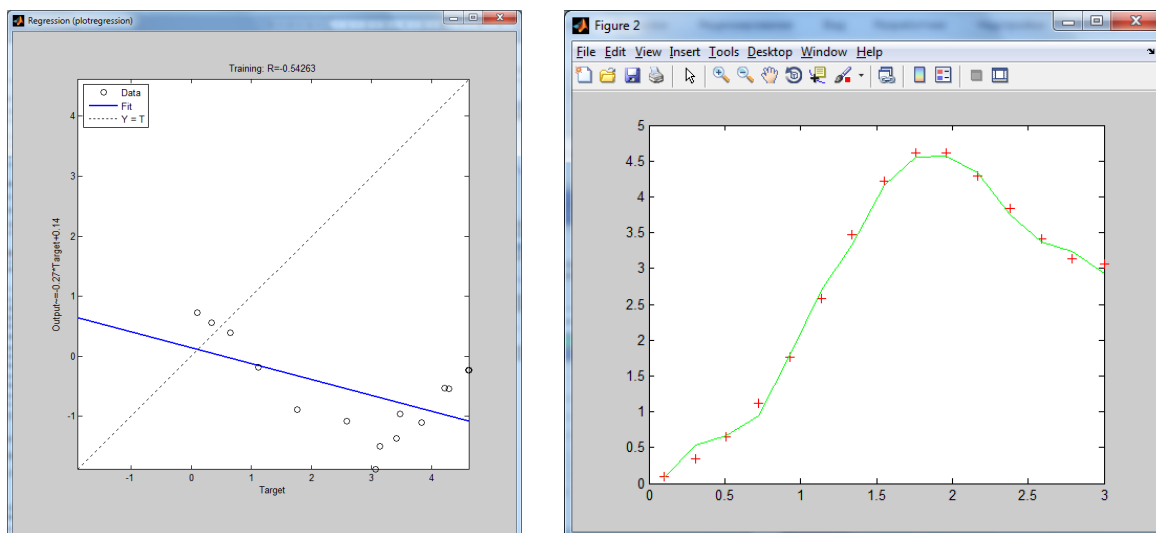 Regression (plotregression)
Training: R=-0.54263
Data
Fit
Y = T
4
3
2
1
0
-1
Output~=-0.27*Target+0.14
-1 0 1 2 3 4
Target
Figure 2
File Edit View Insert Tools Desktop Window Help
5
4.5
4
3.5
3
2.5
2
1.5
1
0.5
0
0 0.5 1 1.5 2 2.5 3